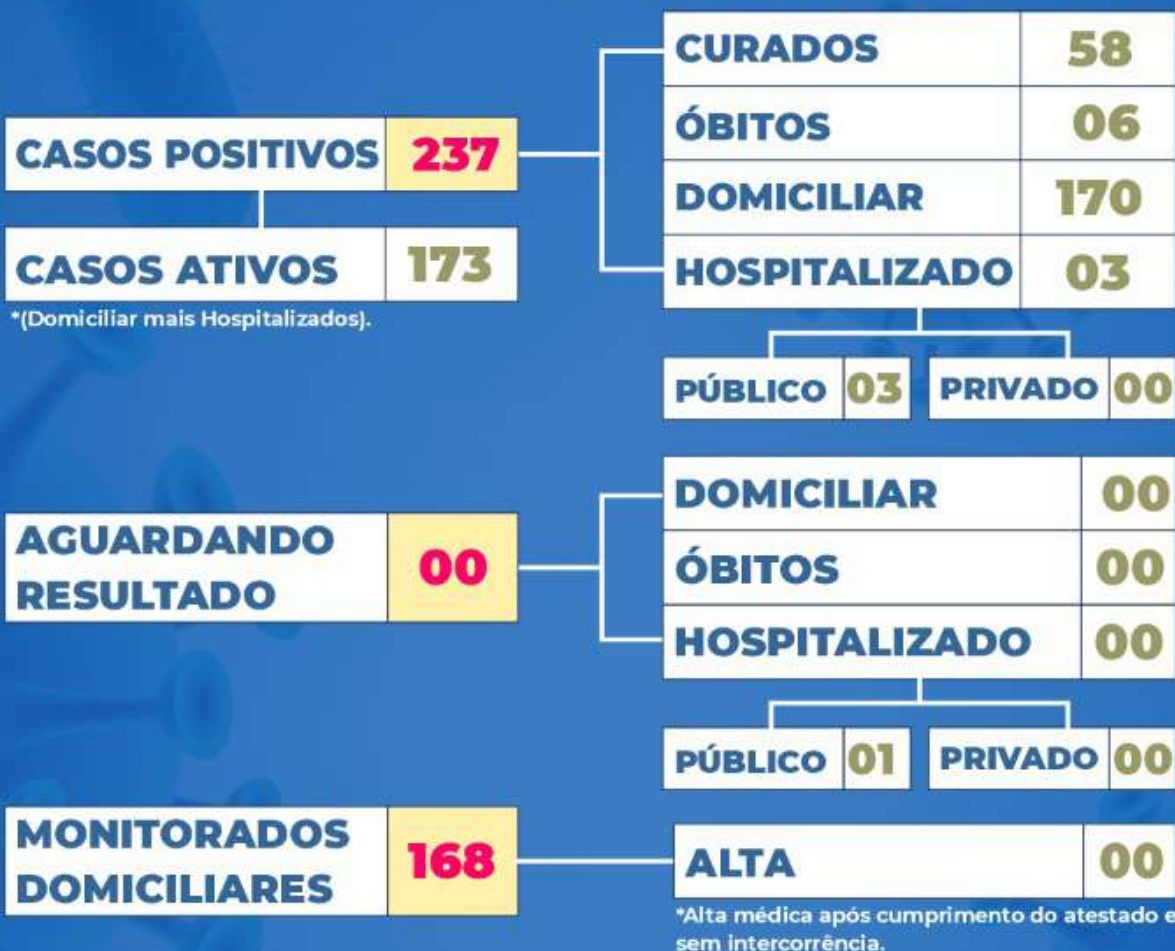 CASOS POSITIVOS 237
CASOS ATIVOS 173
*(Domiciliar mais Hospitalizados).
CURADOS 58
ÓBITOS 06
DOMICILIAR 170
HOSPITALIZADO 03
PÚBLICO 03 PRIVADO 00
AGUARDANDO
RESULTADO 00
DOMICILIAR 00
ÓBITOS 00
HOSPITALIZADO 00
PÚBLICO 01 PRIVADO 00
MONITORADOS
DOMICILIARES 168
ALTA 00
*Alta médica após cumprimento do atestado e
sem intercorrência.